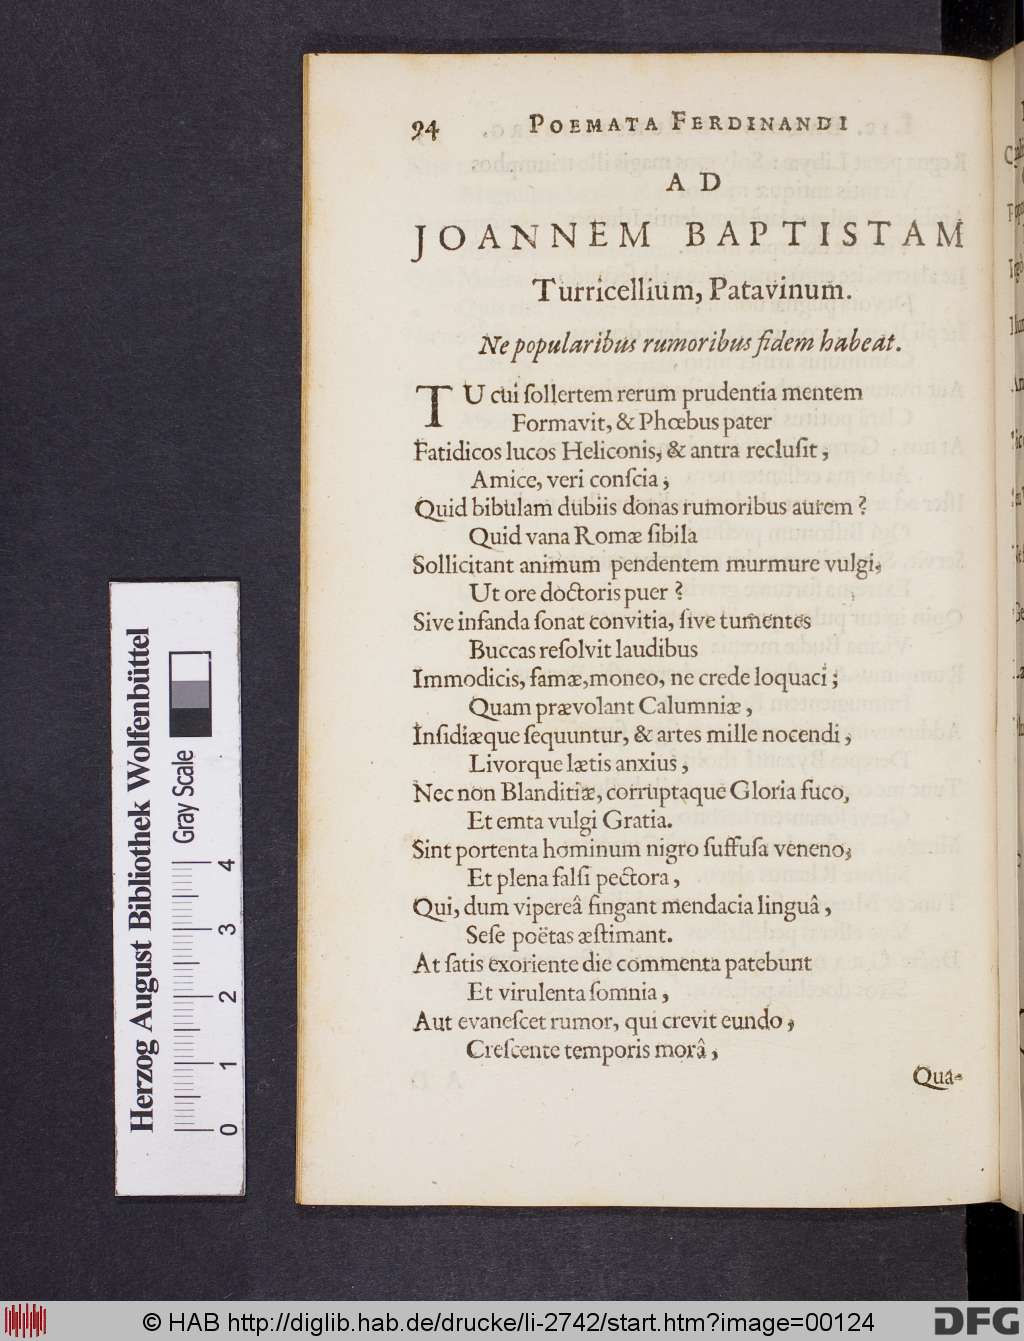 94 POEMATA FERDINANDI
AD
JOANNEM BAPTISTAM
Turricellium, Patavinum.
Ne popularibus rumoribus fidem habeat.
TU cui ſollertem rerum prudentia mentem
Formavit, & Phœbus pater
Fatidicos lucos Heliconis, & antra recluſit,
Amice, veri conſcia;
Quid bibulam dubiis donas rumoribus aurem?
Quid vana Romæ ſibila
Sollicitant animum pendentem murmure vulgi,
Ut ore doctoris puer?
Sive infanda ſonat convitia, ſive tumentes
Buccas reſolvit laudibus
Immodicis, famæ, moneo, ne crede loquaci;
Quam prævolant Calumniæ,
Inſidiæque ſequuntur, & artes mille nocendi,
Livorque lætis anxius,
Nec non Blanditiæ, corruptaque Gloria fuco,
Et emta vulgi Gratia.
Sint portenta hominum nigro ſuffuſa veneno,
Et plena falſi pectora,
Qui, dum vipereâ fingant mendacia linguâ,
Seſe poëtas æſtimant.
At ſatis exoriente die commenta patebunt
Et virulenta ſomnia,
Aut evaneſcet rumor, qui crevit eundo,
Creſcente temporis morâ,
Qua-
Herzog August Bibliothek Wolfenbüttel
Gray Scale
0 1 2 3 4
© HAB http://diglib.hab.de/drucke/li-2742/start.htm?image=00124
DFG